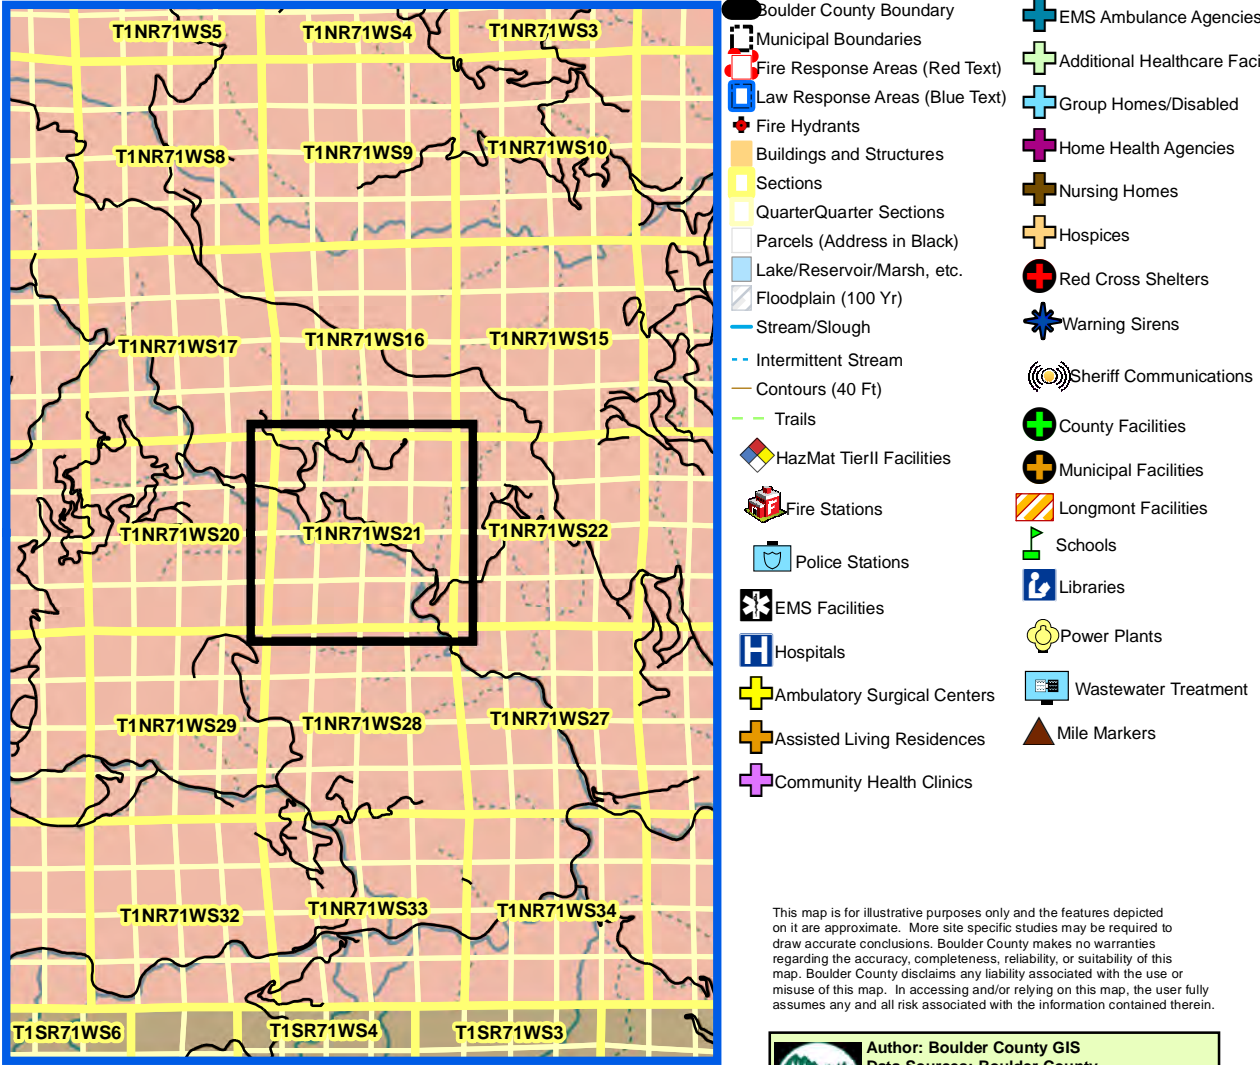 T1NR71WS5
T1NR71WS4
T1NR71WS3
T1NR71WS8
T1NR71WS9
T1NR71WS10
T1NR71WS17
T1NR71WS16
T1NR71WS15
T1NR71WS20
T1NR71WS21
T1NR71WS22
T1NR71WS29
T1NR71WS28
T1NR71WS27
T1NR71WS32
T1NR71WS33
T1NR71WS34
T1SR71WS6
T1SR71WS4
T1SR71WS3
Boulder County Boundary
Municipal Boundaries
Fire Response Areas (Red Text)
Law Response Areas (Blue Text)
Fire Hydrants
Buildings and Structures
Sections
QuarterQuarter Sections
Parcels (Address in Black)
Lake/Reservoir/Marsh, etc.
Floodplain (100 Yr)
Stream/Slough
Intermittent Stream
Contours (40 Ft)
Trails
HazMat TierII Facilities
Fire Stations
Police Stations
EMS Facilities
Hospitals
Ambulatory Surgical Centers
Assisted Living Residences
Community Health Clinics
EMS Ambulance Agencies
Additional Healthcare Faci
Group Homes/Disabled
Home Health Agencies
Nursing Homes
Hospices
Red Cross Shelters
Warning Sirens
Sheriff Communications
County Facilities
Municipal Facilities
Longmont Facilities
Schools
Libraries
Power Plants
Wastewater Treatment
Mile Markers
This map is for illustrative purposes only and the features depicted
on it are approximate. More site specific studies may be required to
draw accurate conclusions. Boulder County makes no warranties
regarding the accuracy, completeness, reliability, or suitability of this
map. Boulder County disclaims any liability associated with the use or
misuse of this map. In accessing and/or relying on this map, the user fully
assumes any and all risk associated with the information contained therein.
Author: Boulder County GIS
Data Sources: Boulder County